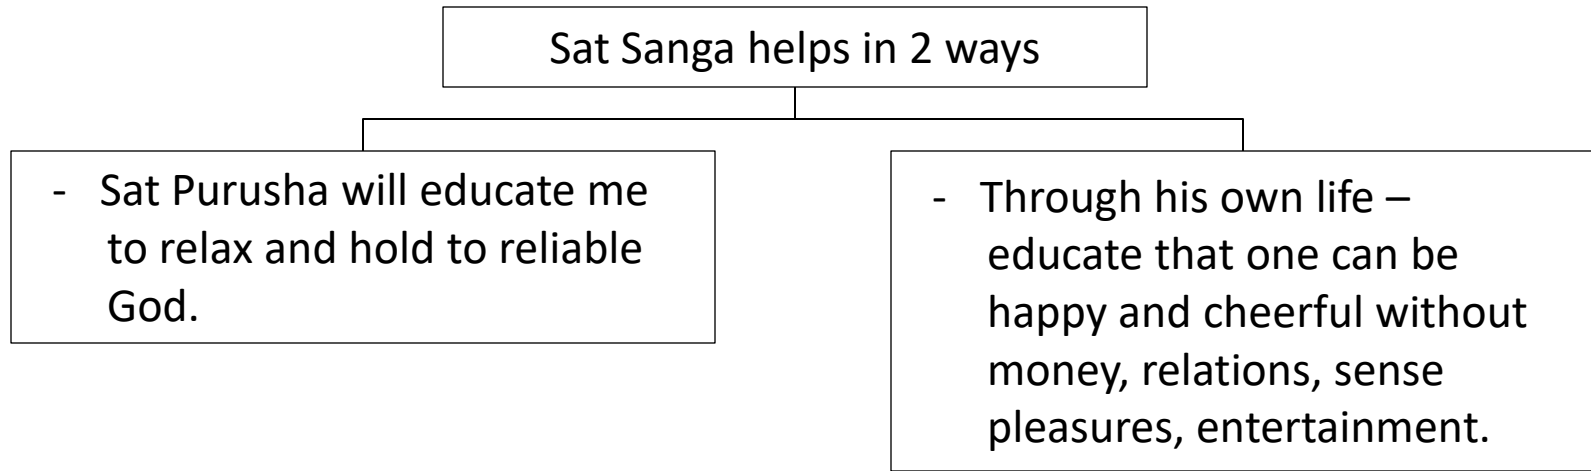 Sat Sanga helps in 2 ways
- Sat Purusha will educate me
to relax and hold to reliable
God.
- Through his own life –
educate that one can be
happy and cheerful without
money, relations, sense
pleasures, entertainment.